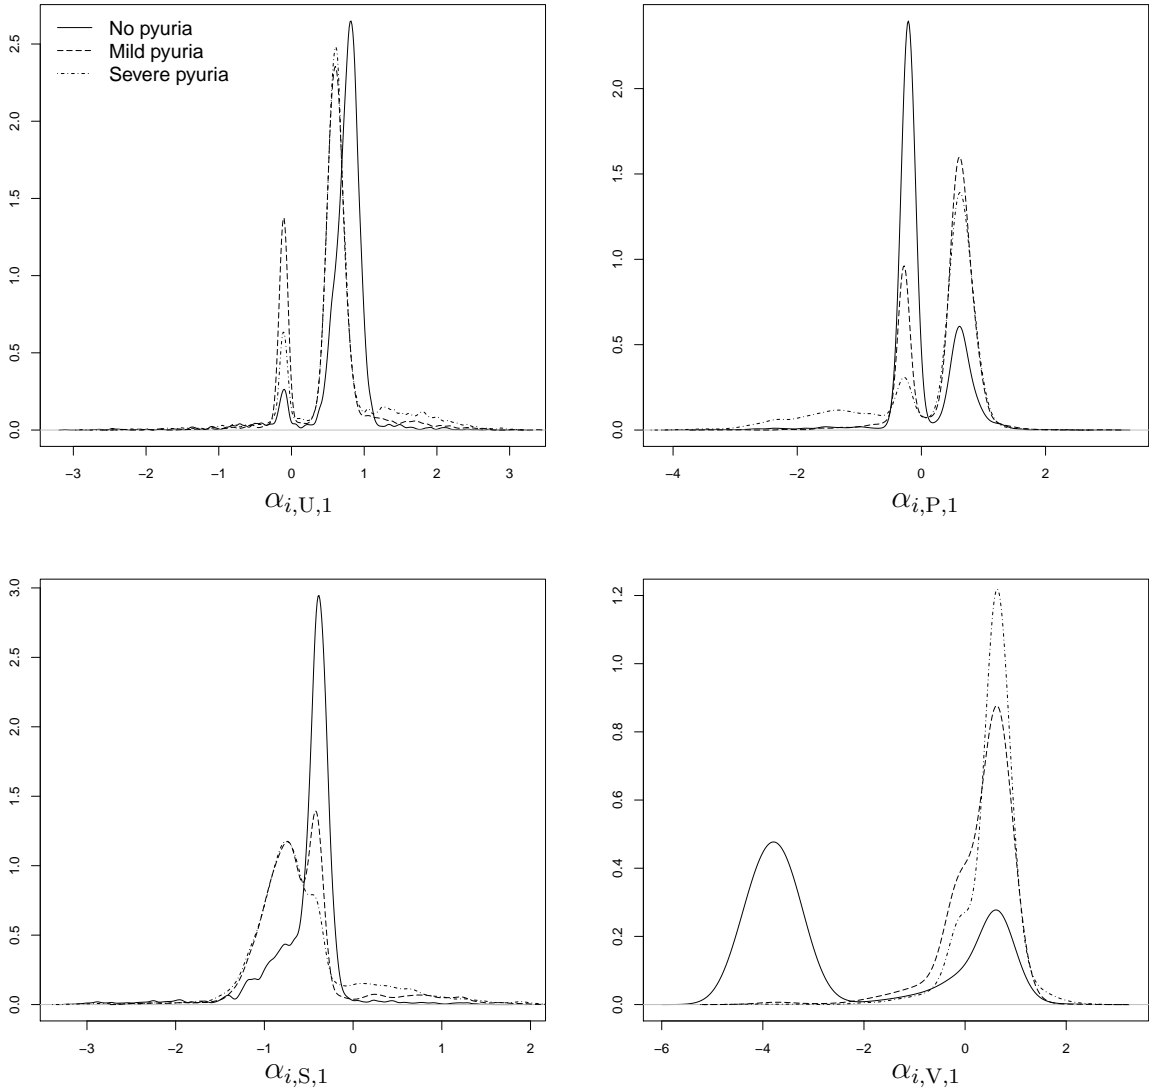 No pyuria
Mild pyuria
Severe pyuria
0.0 0.5 1.0 1.5 2.0 2.5
−3 −2 −1 0 1 2 3
α_{i,U,1}
0.0 0.5 1.0 1.5 2.0
−4 −2 0 2
α_{i,P,1}
0.0 0.5 1.0 1.5 2.0 2.5 3.0
−3 −2 −1 0 1 2
α_{i,S,1}
0.0 0.2 0.4 0.6 0.8 1.0 1.2
−6 −4 −2 0 2
α_{i,V,1}